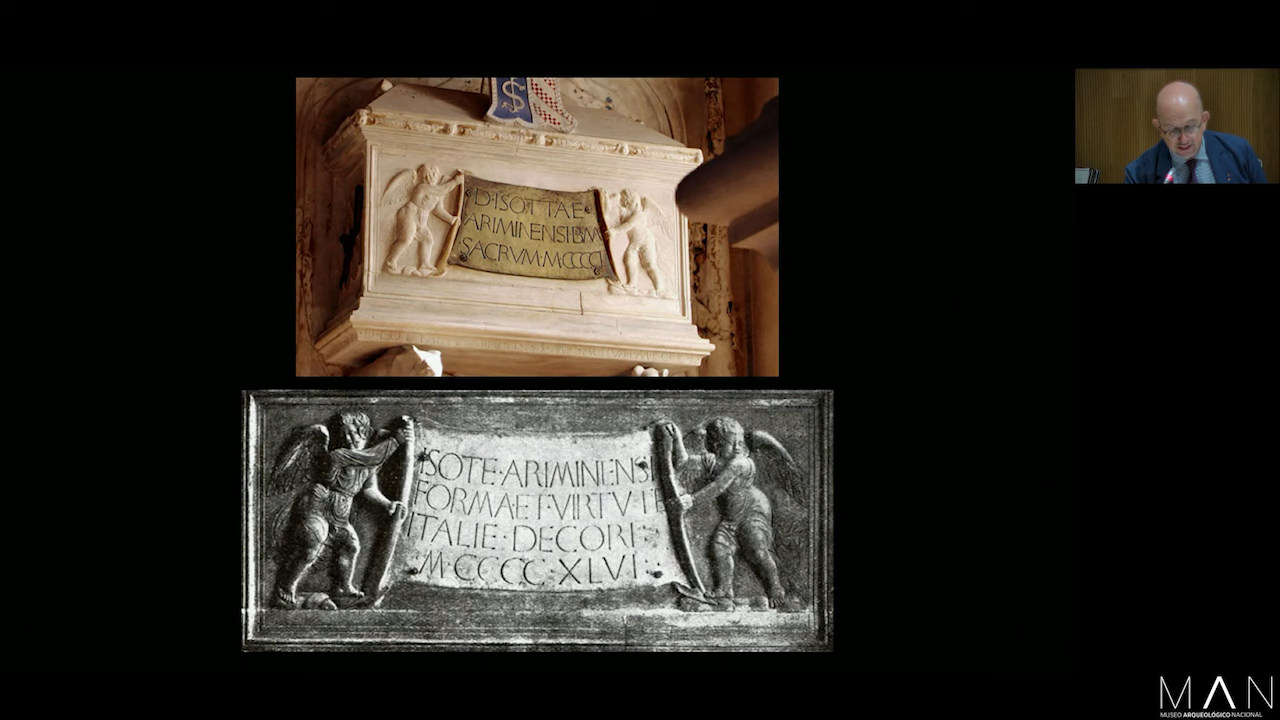 D·ISOTTAE
ARIMINENSI·B·M
SACRVM·MCCCCL
ISOTE·ARIMINENSI
FORMA·ET·VIRTVTE
ITALIE·DECORI·
·M·CCCC·XLVI·
MAN
MUSEO ARQUEOLÓGICO NACIONAL